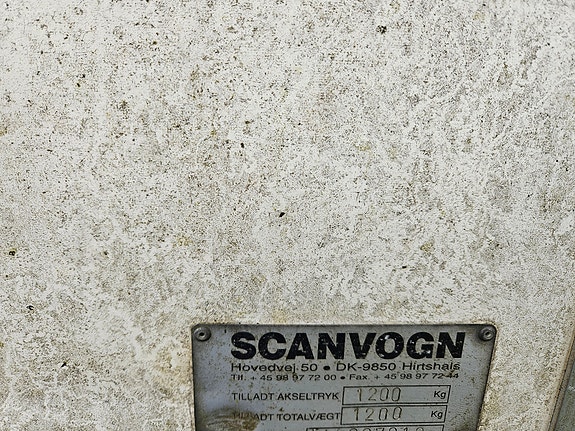 SCANVOGN
Hovedvej 50 • DK-9850 Hirtshals
Tlf. + 45 98 97 72 00 • Fax. + 45 98 97 72 44
TILLADT AKSELTRYK 1200 Kg
TILLADT TOTALVÆGT 1200 Kg